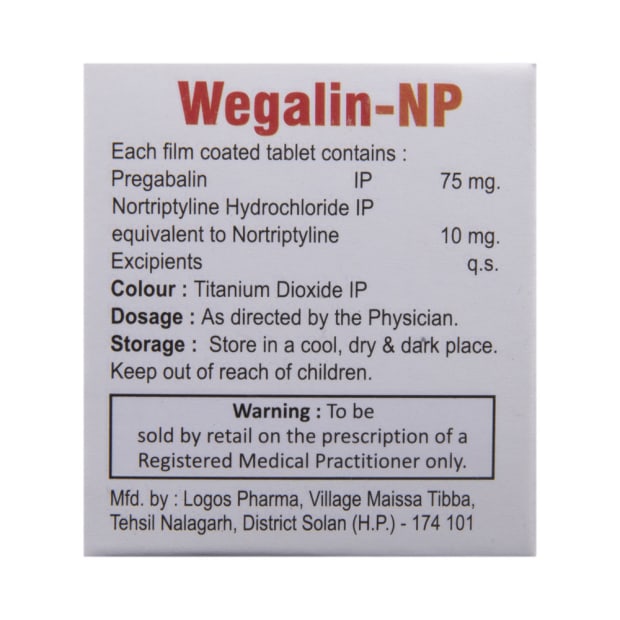 Wegalin-NP
Each film coated tablet contains :
Pregabalin IP 75 mg.
Nortriptyline Hydrochloride IP
equivalent to Nortriptyline 10 mg.
Excipients q.s.
Colour : Titanium Dioxide IP
Dosage : As directed by the Physician.
Storage : Store in a cool, dry & dark place.
Keep out of reach of children.
Warning : To be
sold by retail on the prescription of a
Registered Medical Practitioner only.
Mfd. by : Logos Pharma, Village Maissa Tibba,
Tehsil Nalagarh, District Solan (H.P.) - 174 101